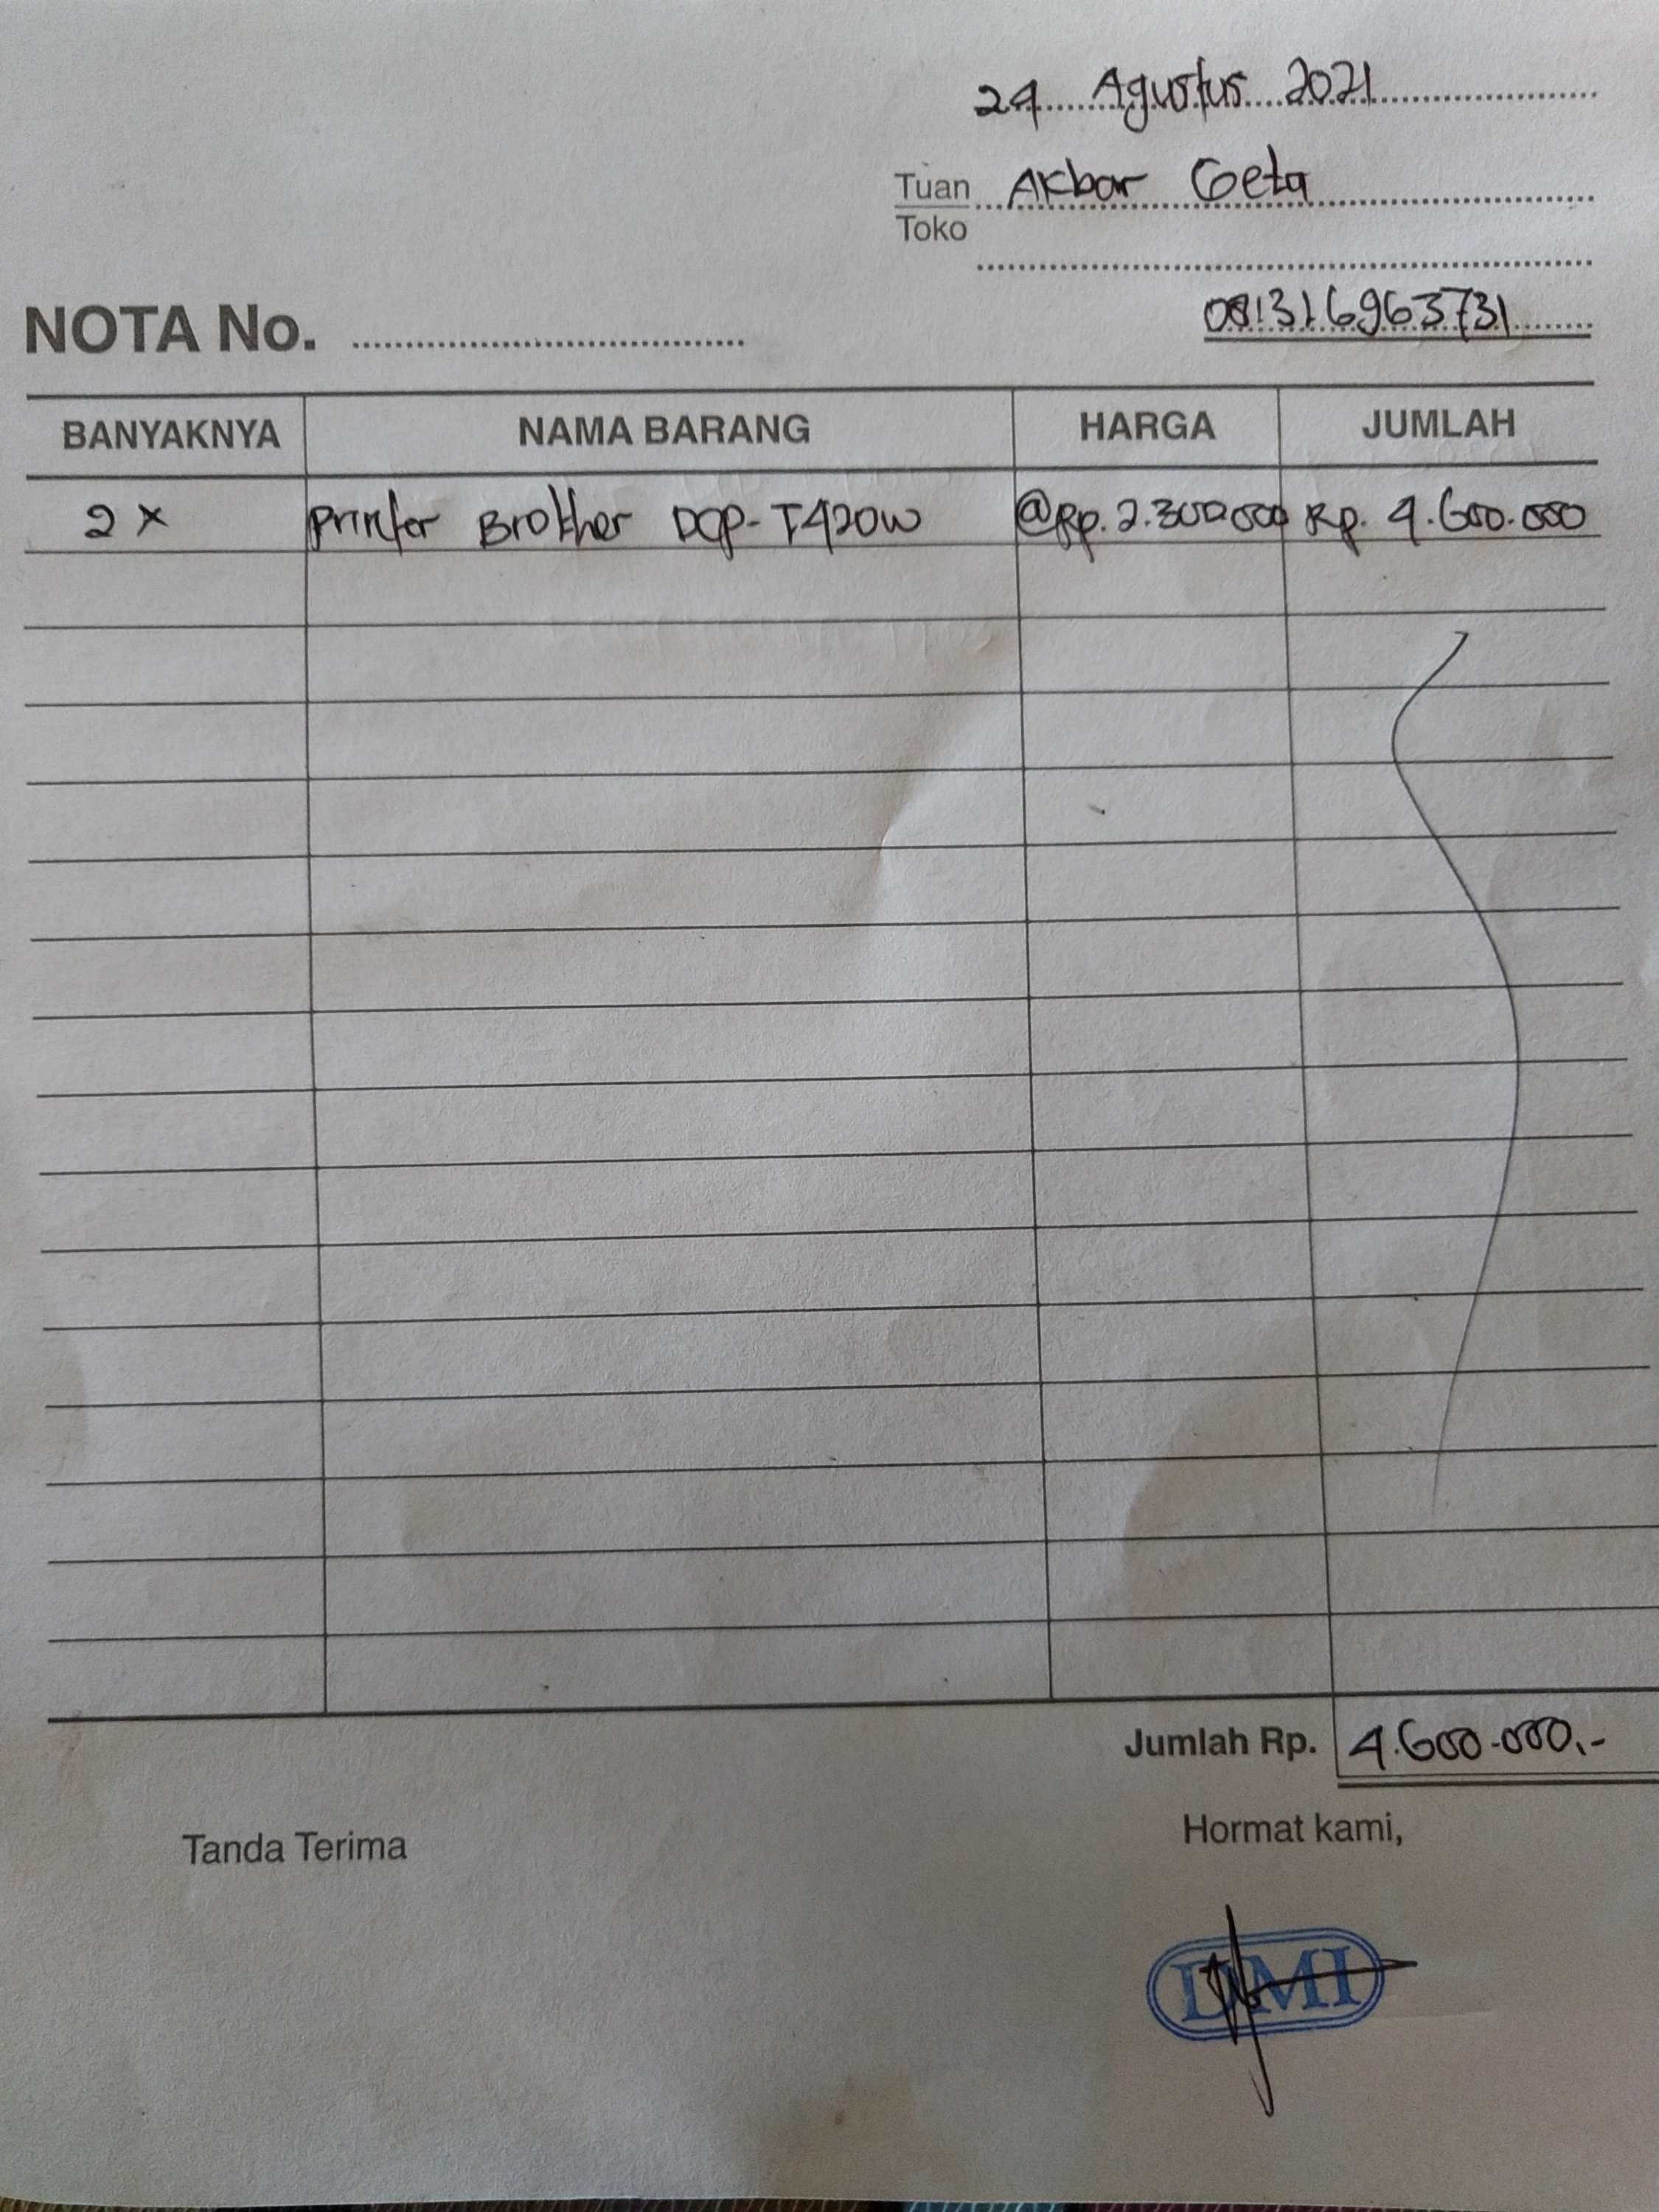 24 Agustus 2021
Tuan Akbar Geta
Toko
NOTA No. 081316963731
BANYAKNYA NAMA BARANG HARGA JUMLAH
2 x Printer Brother DCP-T420W @Rp. 2.300.000 Rp. 4.600.000
Jumlah Rp. 4.600.000,-
Tanda Terima Hormat kami,
DMI